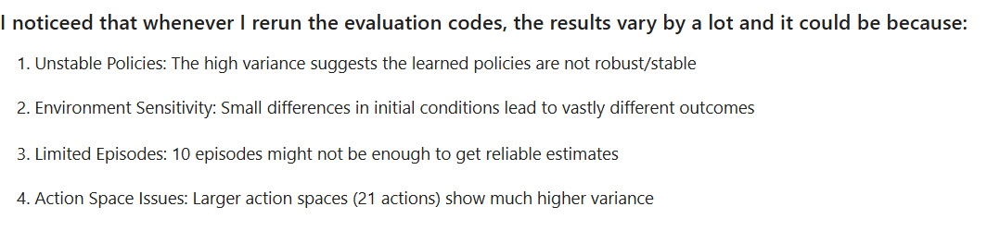 I noticeed that whenever I rerun the evaluation codes, the results vary by a lot and it could be because:
1. Unstable Policies: The high variance suggests the learned policies are not robust/stable
2. Environment Sensitivity: Small differences in initial conditions lead to vastly different outcomes
3. Limited Episodes: 10 episodes might not be enough to get reliable estimates
4. Action Space Issues: Larger action spaces (21 actions) show much higher variance